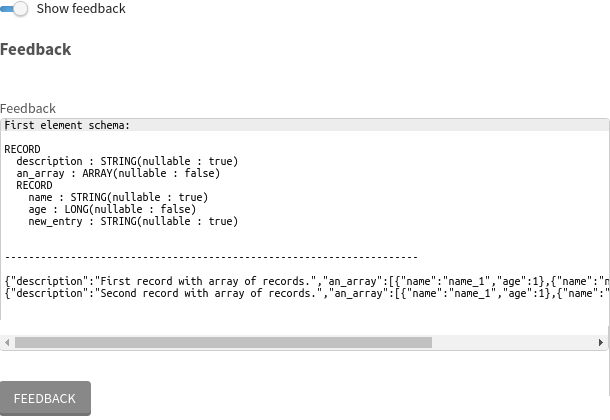 Show feedback
Feedback
Feedback
First element schema:
RECORD
description : STRING(nullable : true)
an_array : ARRAY(nullable : false)
RECORD
name : STRING(nullable : true)
age : LONG(nullable : false)
new_entry : STRING(nullable : true)
---------------------------------------------------------------------
{"description":"First record with array of records.","an_array":[{"name":"name_1","age":1},{"name":"n
{"description":"Second record with array of records.","an_array":[{"name":"name_1","age":1},{"name":"
FEEDBACK